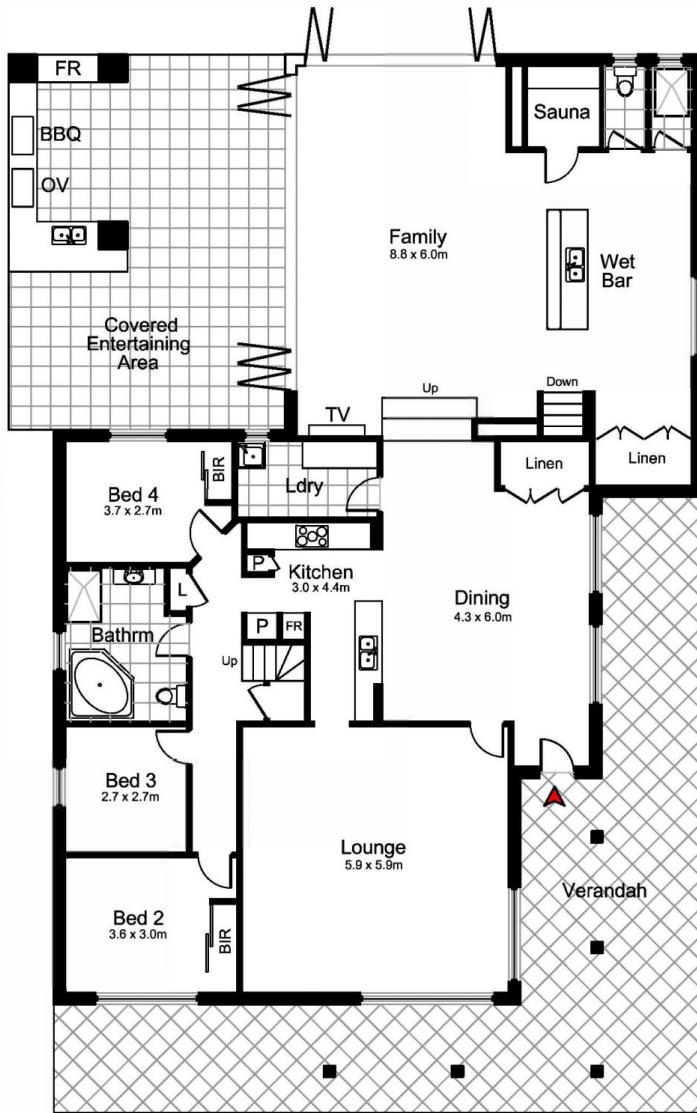 FR
BBQ
OV
Sauna
Family
8.8 x 6.0m
Wet
Bar
Covered
Entertaining
Area
Down
Up
TV
Linen
Linen
Bed 4
3.7 x 2.7m
BIR
Ldry
P
Kitchen
3.0 x 4.4m
L
Dining
4.3 x 6.0m
Bathrm
P
FR
Up
Bed 3
2.7 x 2.7m
Lounge
5.9 x 5.9m
Verandah
Bed 2
3.6 x 3.0m
BIR